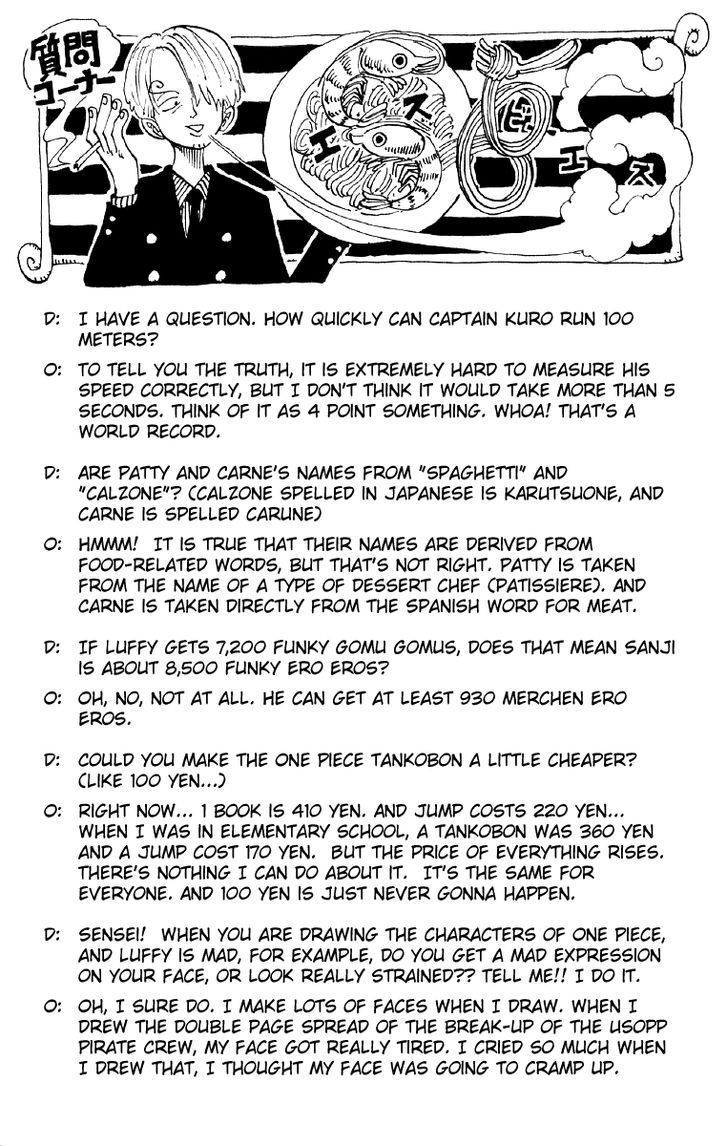 質問
コーナー
エス
ビー
エス
D: I HAVE A QUESTION. HOW QUICKLY CAN CAPTAIN KURO RUN 100
METERS?
O: TO TELL YOU THE TRUTH, IT IS EXTREMELY HARD TO MEASURE HIS
SPEED CORRECTLY, BUT I DON'T THINK IT WOULD TAKE MORE THAN 5
SECONDS. THINK OF IT AS 4 POINT SOMETHING. WHOA! THAT'S A
WORLD RECORD.
D: ARE PATTY AND CARNE'S NAMES FROM "SPAGHETTI" AND
"CALZONE"? (CALZONE SPELLED IN JAPANESE IS KARUTSUONE, AND
CARNE IS SPELLED CARUNE)
O: HMMM! IT IS TRUE THAT THEIR NAMES ARE DERIVED FROM
FOOD-RELATED WORDS, BUT THAT'S NOT RIGHT. PATTY IS TAKEN
FROM THE NAME OF A TYPE OF DESSERT CHEF (PATISSIERE). AND
CARNE IS TAKEN DIRECTLY FROM THE SPANISH WORD FOR MEAT.
D: IF LUFFY GETS 7,200 FUNKY GOMU GOMUS, DOES THAT MEAN SANJI
IS ABOUT 8,500 FUNKY ERO EROS?
O: OH, NO, NOT AT ALL. HE CAN GET AT LEAST 930 MERCHEN ERO
EROS.
D: COULD YOU MAKE THE ONE PIECE TANKOBON A LITTLE CHEAPER?
(LIKE 100 YEN...)
O: RIGHT NOW... 1 BOOK IS 410 YEN. AND JUMP COSTS 220 YEN...
WHEN I WAS IN ELEMENTARY SCHOOL, A TANKOBON WAS 360 YEN
AND A JUMP COST 170 YEN. BUT THE PRICE OF EVERYTHING RISES.
THERE'S NOTHING I CAN DO ABOUT IT. IT'S THE SAME FOR
EVERYONE. AND 100 YEN IS JUST NEVER GONNA HAPPEN.
D: SENSEI! WHEN YOU ARE DRAWING THE CHARACTERS OF ONE PIECE,
AND LUFFY IS MAD, FOR EXAMPLE, DO YOU GET A MAD EXPRESSION
ON YOUR FACE, OR LOOK REALLY STRAINED?? TELL ME!! I DO IT.
O: OH, I SURE DO. I MAKE LOTS OF FACES WHEN I DRAW. WHEN I
DREW THE DOUBLE PAGE SPREAD OF THE BREAK-UP OF THE USOPP
PIRATE CREW, MY FACE GOT REALLY TIRED. I CRIED SO MUCH WHEN
I DREW THAT, I THOUGHT MY FACE WAS GOING TO CRAMP UP.